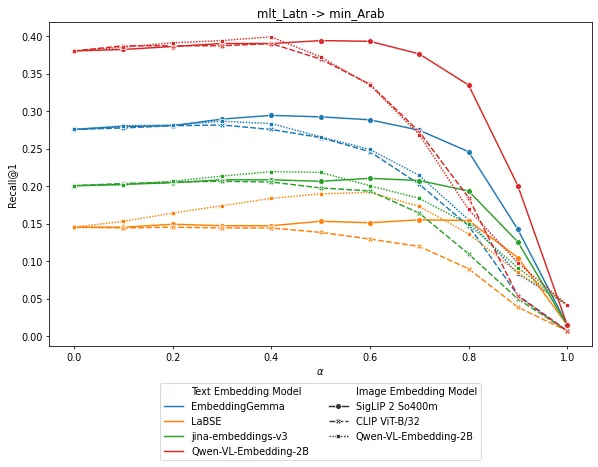 mlt_Latn -> min_Arab
Recall@1
0.40
0.35
0.30
0.25
0.20
0.15
0.10
0.05
0.00
0.0 0.2 0.4 0.6 0.8 1.0
α
Text Embedding Model
EmbeddingGemma
LaBSE
jina-embeddings-v3
Qwen-VL-Embedding-2B
Image Embedding Model
SigLIP 2 So400m
CLIP ViT-B/32
Qwen-VL-Embedding-2B